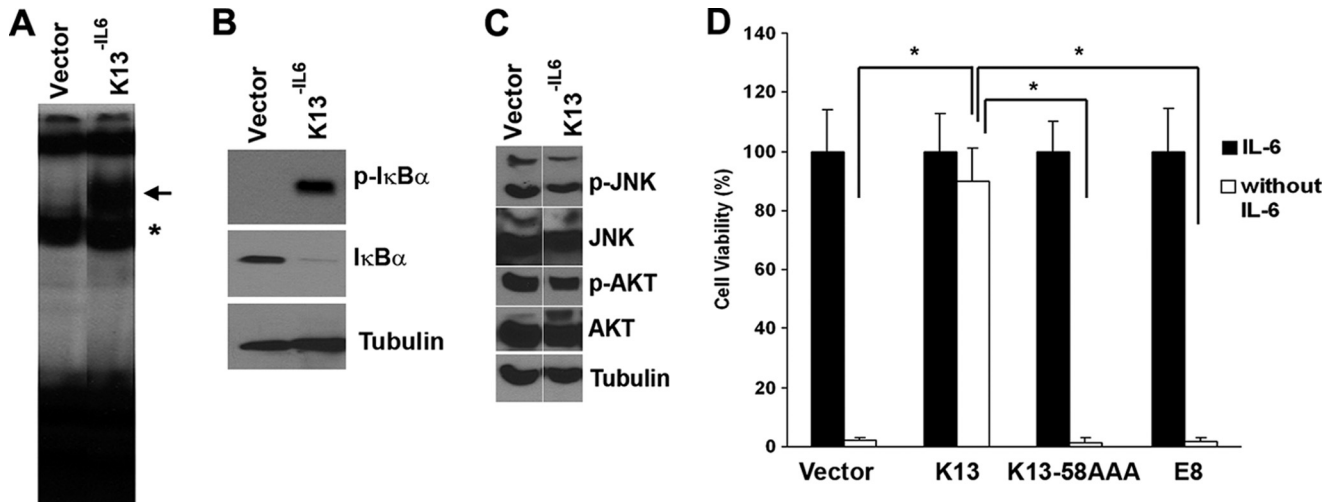 A
Vector
K13 -IL6
*
B
Vector
K13 -IL6
p-IκBα
IκBα
Tubulin
C
Vector
K13 -IL6
p-JNK
JNK
p-AKT
AKT
Tubulin
D
Cell Viability (%)
140
120
100
80
60
40
20
0
*
*
*
IL-6
without
IL-6
Vector
K13
K13-58AAA
E8